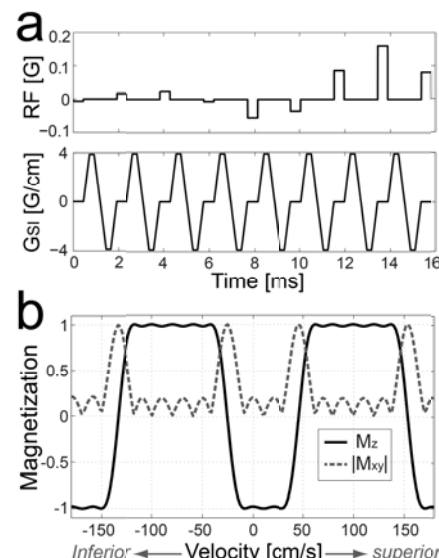 a
RF [G]
0.2
0.1
0
−0.1
GSI [G/cm]
4
0
−4
0 2 4 6 8 10 12 14 16
Time [ms]
b
Magnetization
1
0.5
0
-0.5
-1
Mz
|Mxy|
-150 -100 -50 0 50 100 150
Inferior Velocity [cm/s] superior